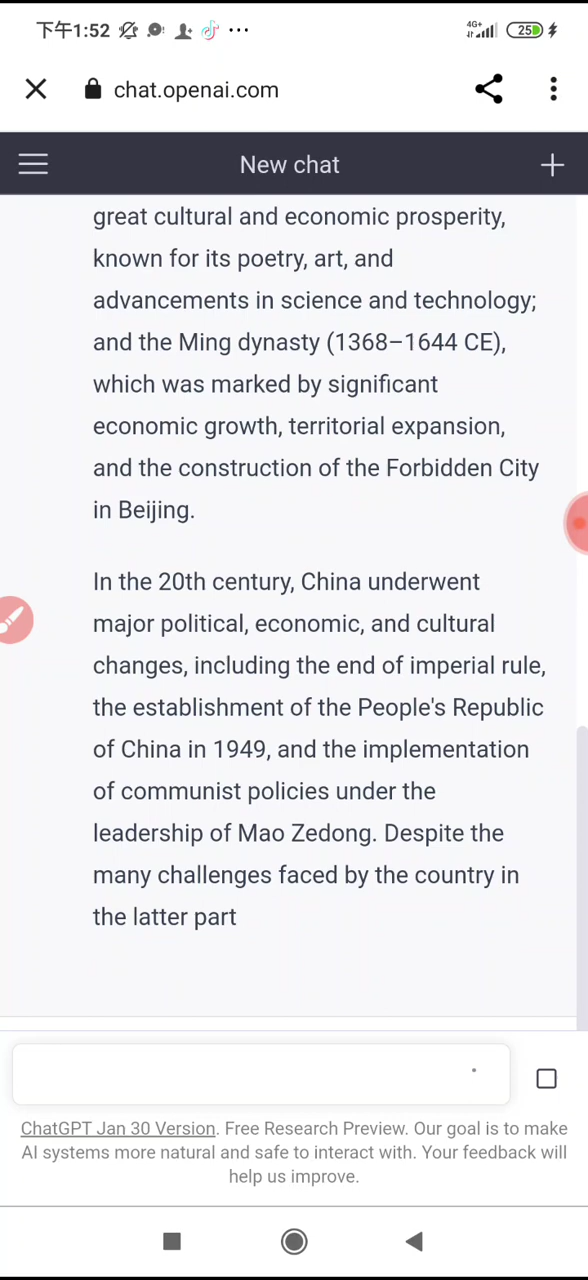 下午1:52
4G+
25
chat.openai.com
New chat
great cultural and economic prosperity,
known for its poetry, art, and
advancements in science and technology;
and the Ming dynasty (1368–1644 CE),
which was marked by significant
economic growth, territorial expansion,
and the construction of the Forbidden City
in Beijing.
In the 20th century, China underwent
major political, economic, and cultural
changes, including the end of imperial rule,
the establishment of the People's Republic
of China in 1949, and the implementation
of communist policies under the
leadership of Mao Zedong. Despite the
many challenges faced by the country in
the latter part
ChatGPT Jan 30 Version. Free Research Preview. Our goal is to make
AI systems more natural and safe to interact with. Your feedback will
help us improve.